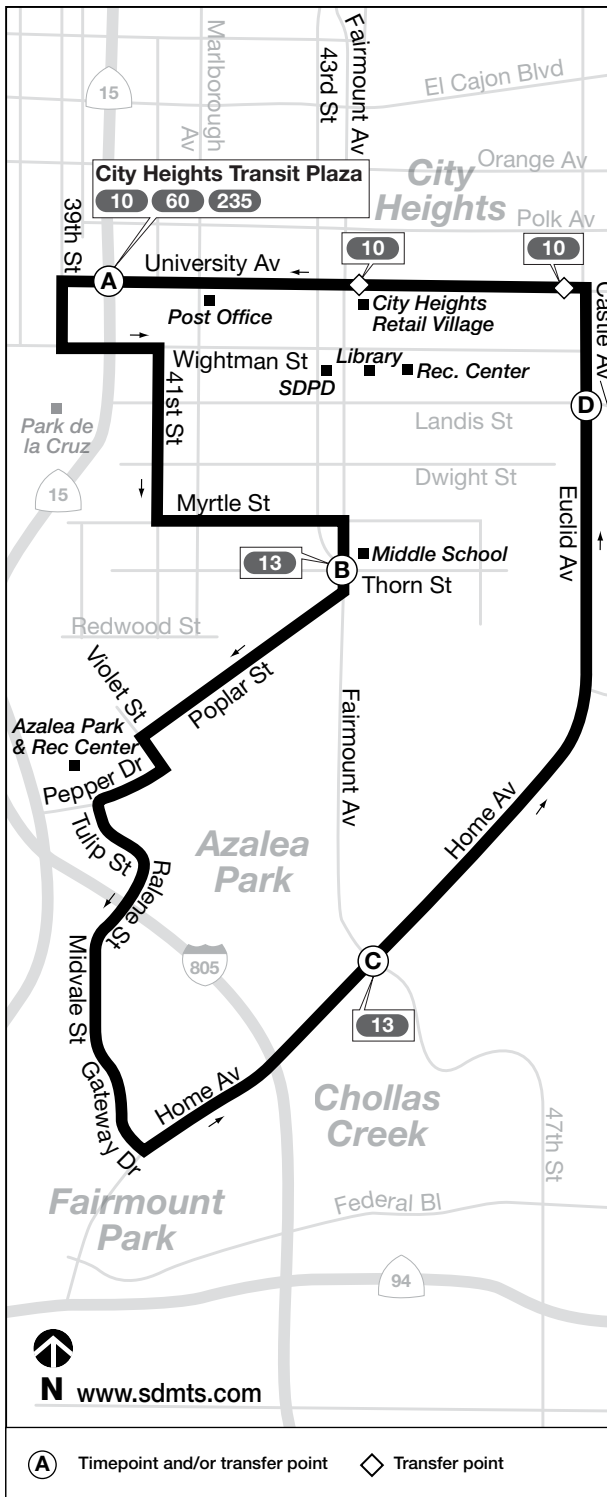 Marlborough
Av
43rd St
Fairmount Av
El Cajon Blvd
15
Orange Av
City
Heights
City Heights Transit Plaza
10 60 235
Polk Av
39th St
10
10
A
University Av
Castle Av
Post Office
City Heights
Retail Village
Wightman St
Library
SDPD
Rec. Center
41st St
D
Landis St
Park de
la Cruz
Dwight St
15
Myrtle St
Euclid Av
13
B
Middle School
Thorn St
Redwood St
Violet St
Poplar St
Fairmount Av
Azalea Park
& Rec Center
Pepper Dr
Tulip St
Home Av
Azalea
Park
Ralene St
Midvale St
805
C
13
Gateway Dr
Home Av
Chollas
Creek
47th St
Fairmount
Park
Federal Bl
94
N www.sdmts.com
A Timepoint and/or transfer point Transfer point